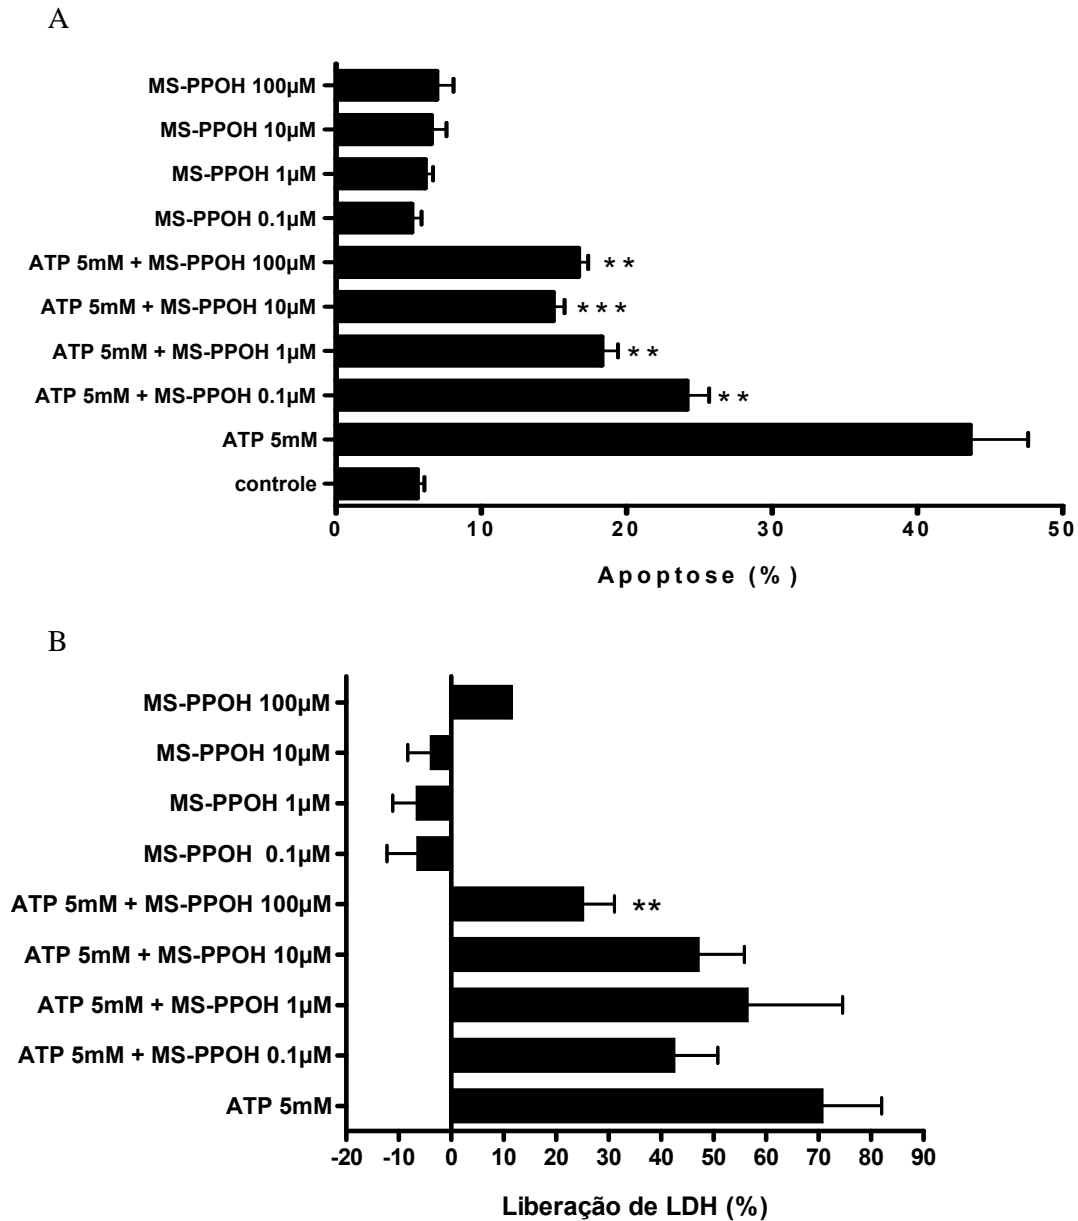 A
MS-PPOH 100µM
MS-PPOH 10µM
MS-PPOH 1µM
MS-PPOH 0.1µM
ATP 5mM + MS-PPOH 100µM **
ATP 5mM + MS-PPOH 10µM ***
ATP 5mM + MS-PPOH 1µM **
ATP 5mM + MS-PPOH 0.1µM **
ATP 5mM
controle
0 10 20 30 40 50
Apoptose (%)
B
MS-PPOH 100µM
MS-PPOH 10µM
MS-PPOH 1µM
MS-PPOH 0.1µM
ATP 5mM + MS-PPOH 100µM **
ATP 5mM + MS-PPOH 10µM
ATP 5mM + MS-PPOH 1µM
ATP 5mM + MS-PPOH 0.1µM
ATP 5mM
-20 -10 0 10 20 30 40 50 60 70 80 90
Liberação de LDH (%)